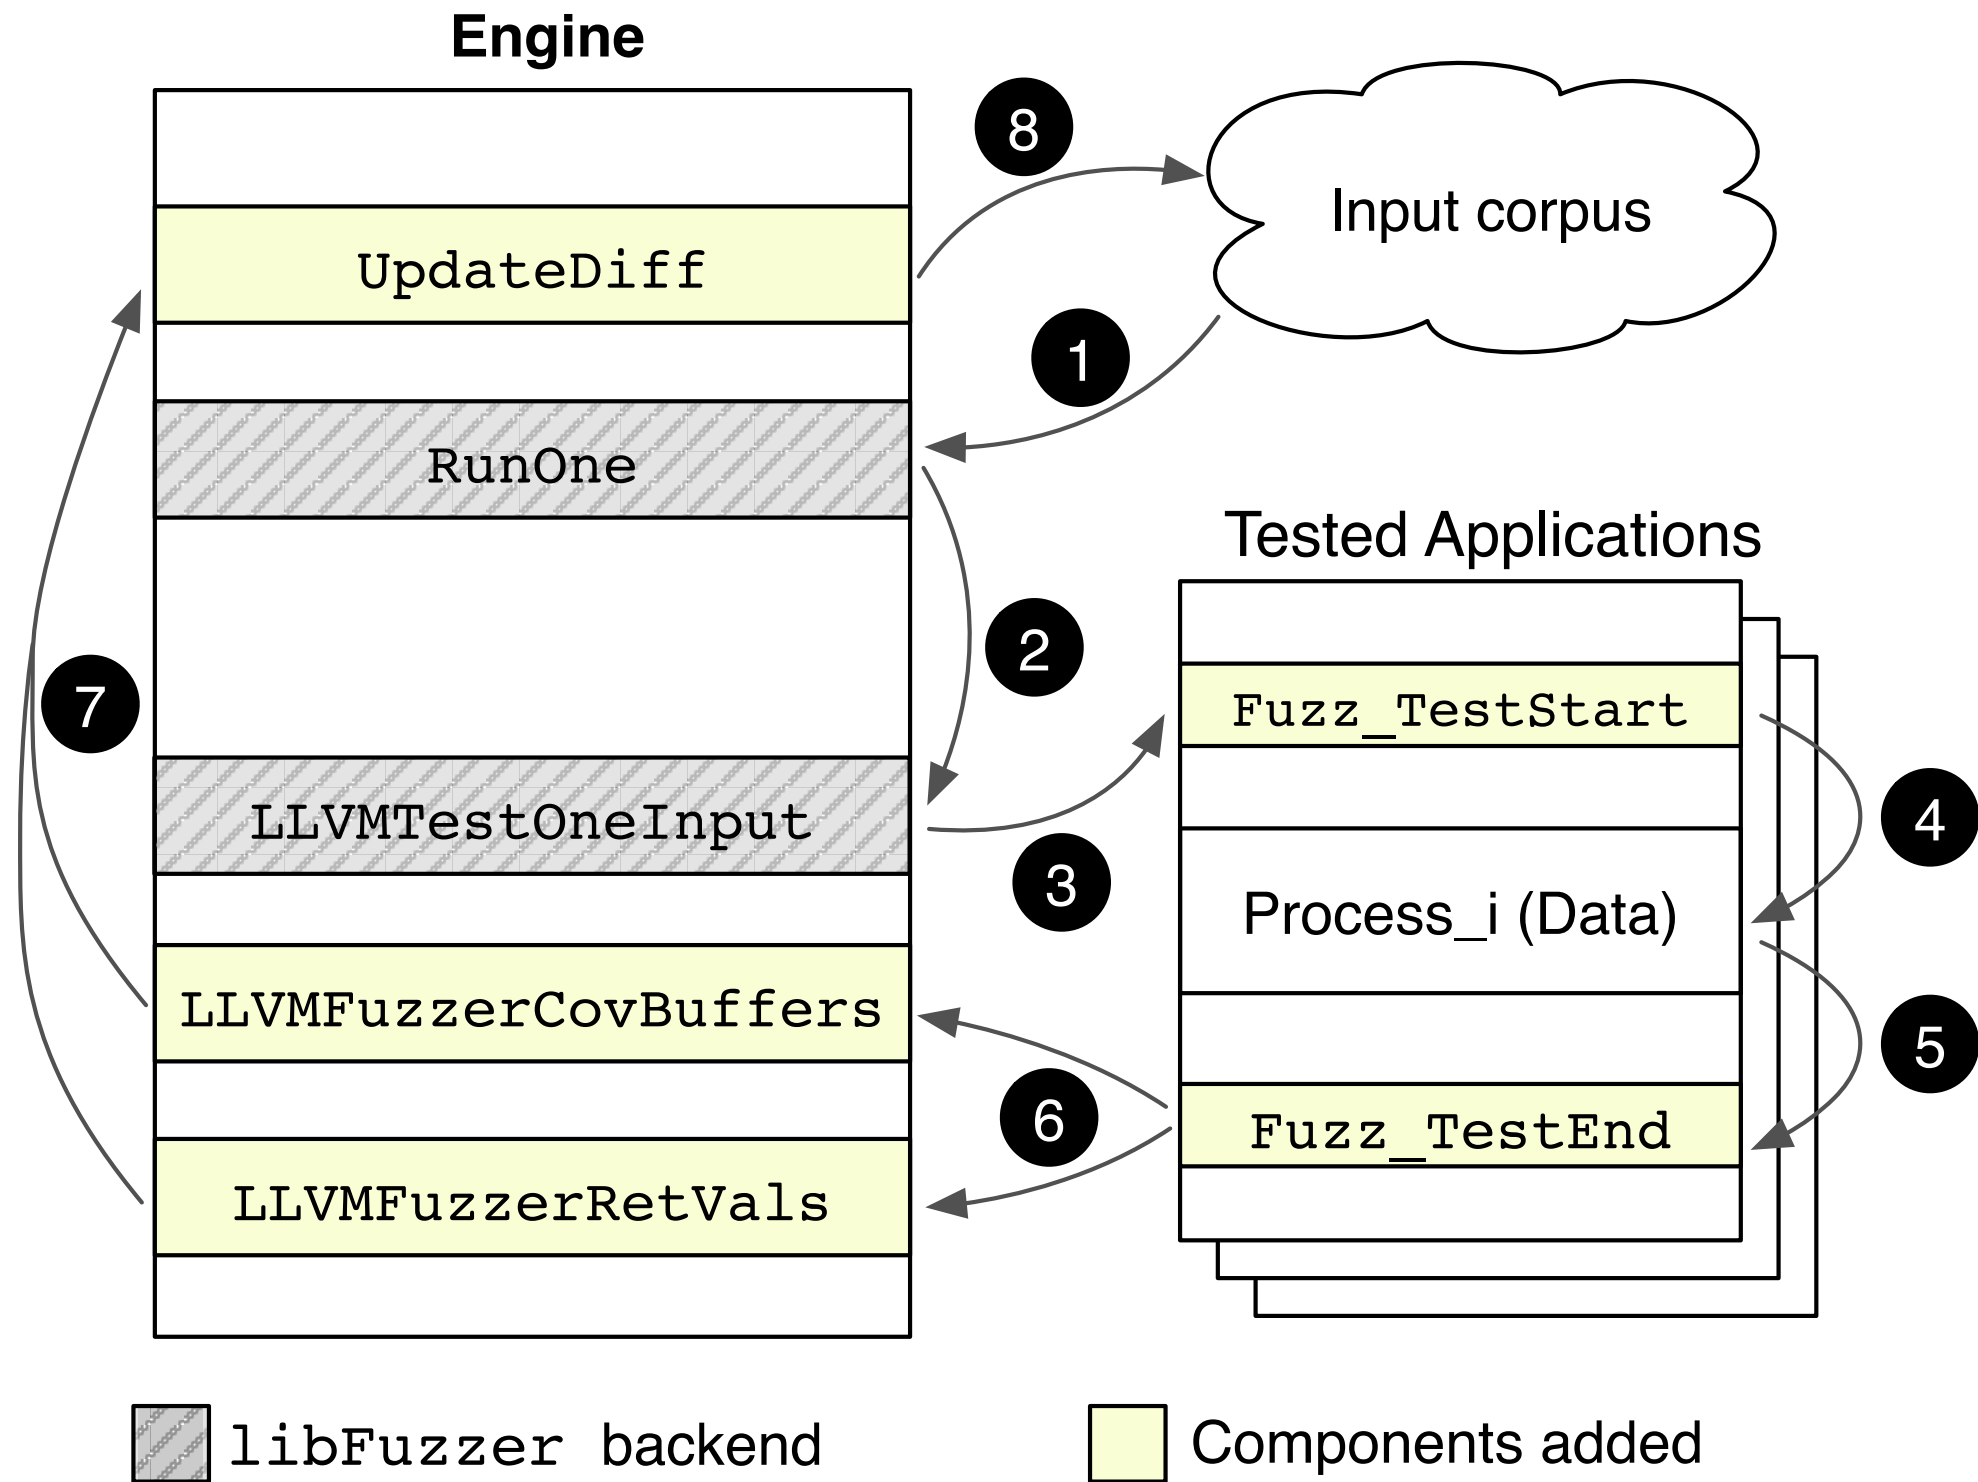 Engine
8
Input corpus
UpdateDiff
1
RunOne
Tested Applications
2
7
Fuzz_TestStart
4
LLVMTestOneInput
3
Process_i (Data)
LLVMFuzzerCovBuffers
5
6
Fuzz_TestEnd
LLVMFuzzerRetVals
libFuzzer backend
Components added